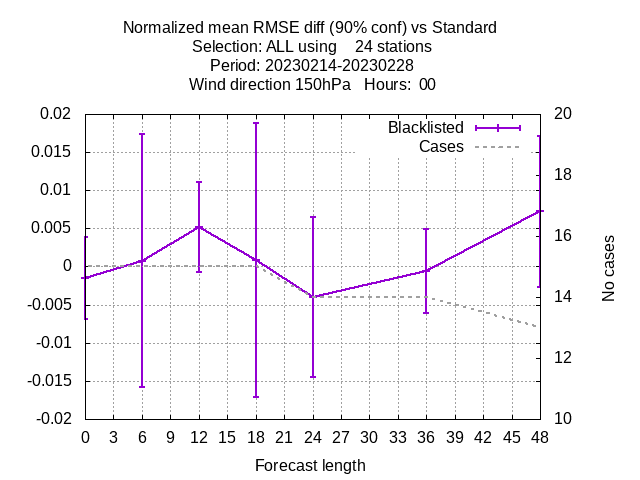 Normalized mean RMSE diff (90% conf) vs Standard
Selection: ALL using    24 stations
Period: 20230214-20230228
Wind direction 150hPa   Hours:  00
Blacklisted
Cases
0.02
0.015
0.01
0.005
0
-0.005
-0.01
-0.015
-0.02
20
18
16
14
12
10
No cases
0 3 6 9 12 15 18 21 24 27 30 33 36 39 42 45 48
Forecast length